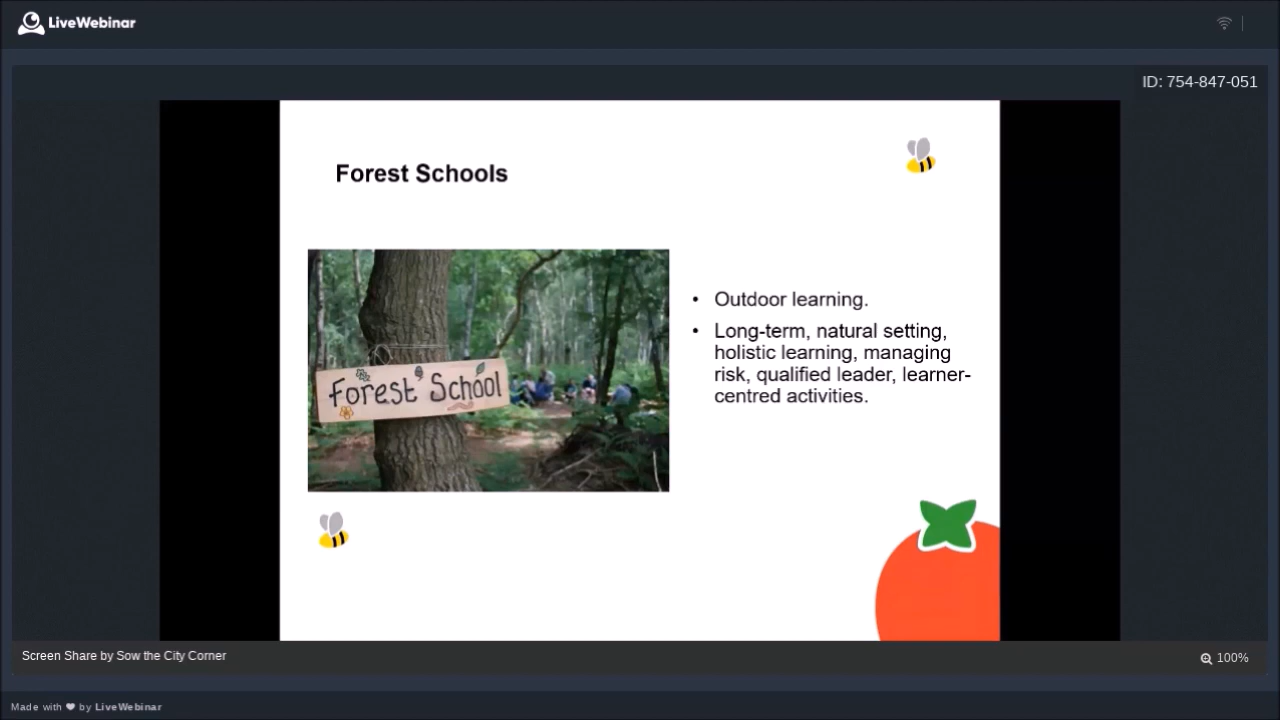 LiveWebinar
ID: 754-847-051
Forest Schools
Forest School
• Outdoor learning.
• Long-term, natural setting,
holistic learning, managing
risk, qualified leader, learner-
centred activities.
Screen Share by Sow the City Corner
100%
Made with ❤ by LiveWebinar